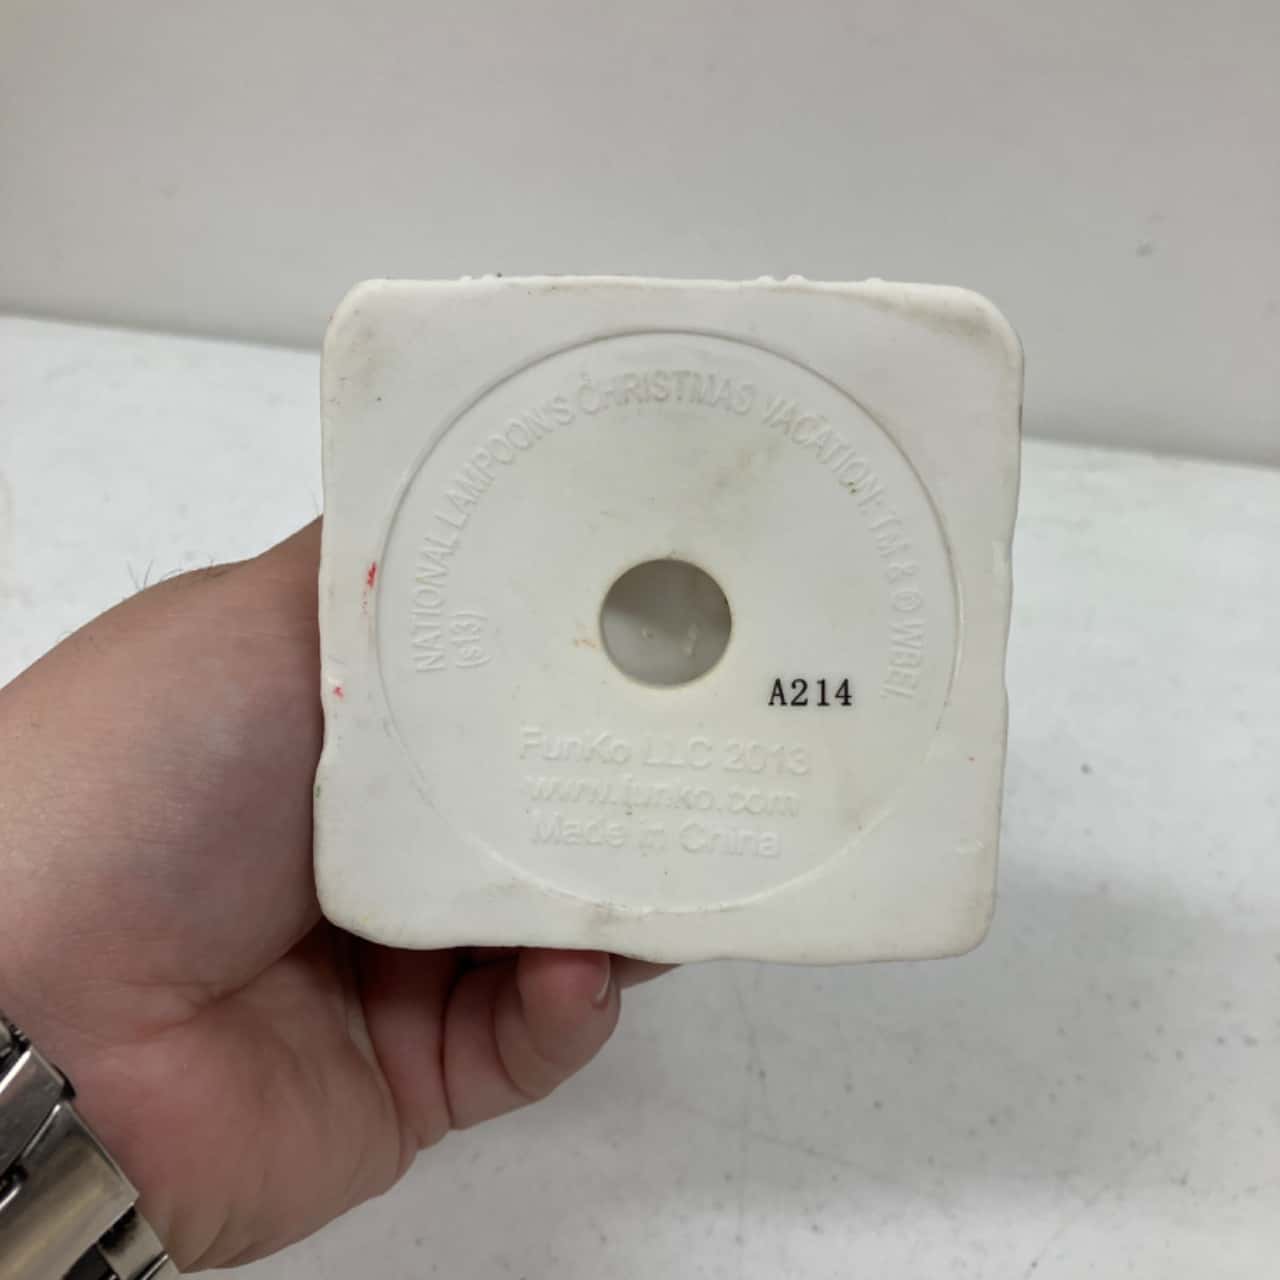 NATIONAL LAMPOON'S CHRISTMAS VACATION: TM & © WBEI.
(s13)
A214
FunKo LLC 2013
www.funko.com
Made in China